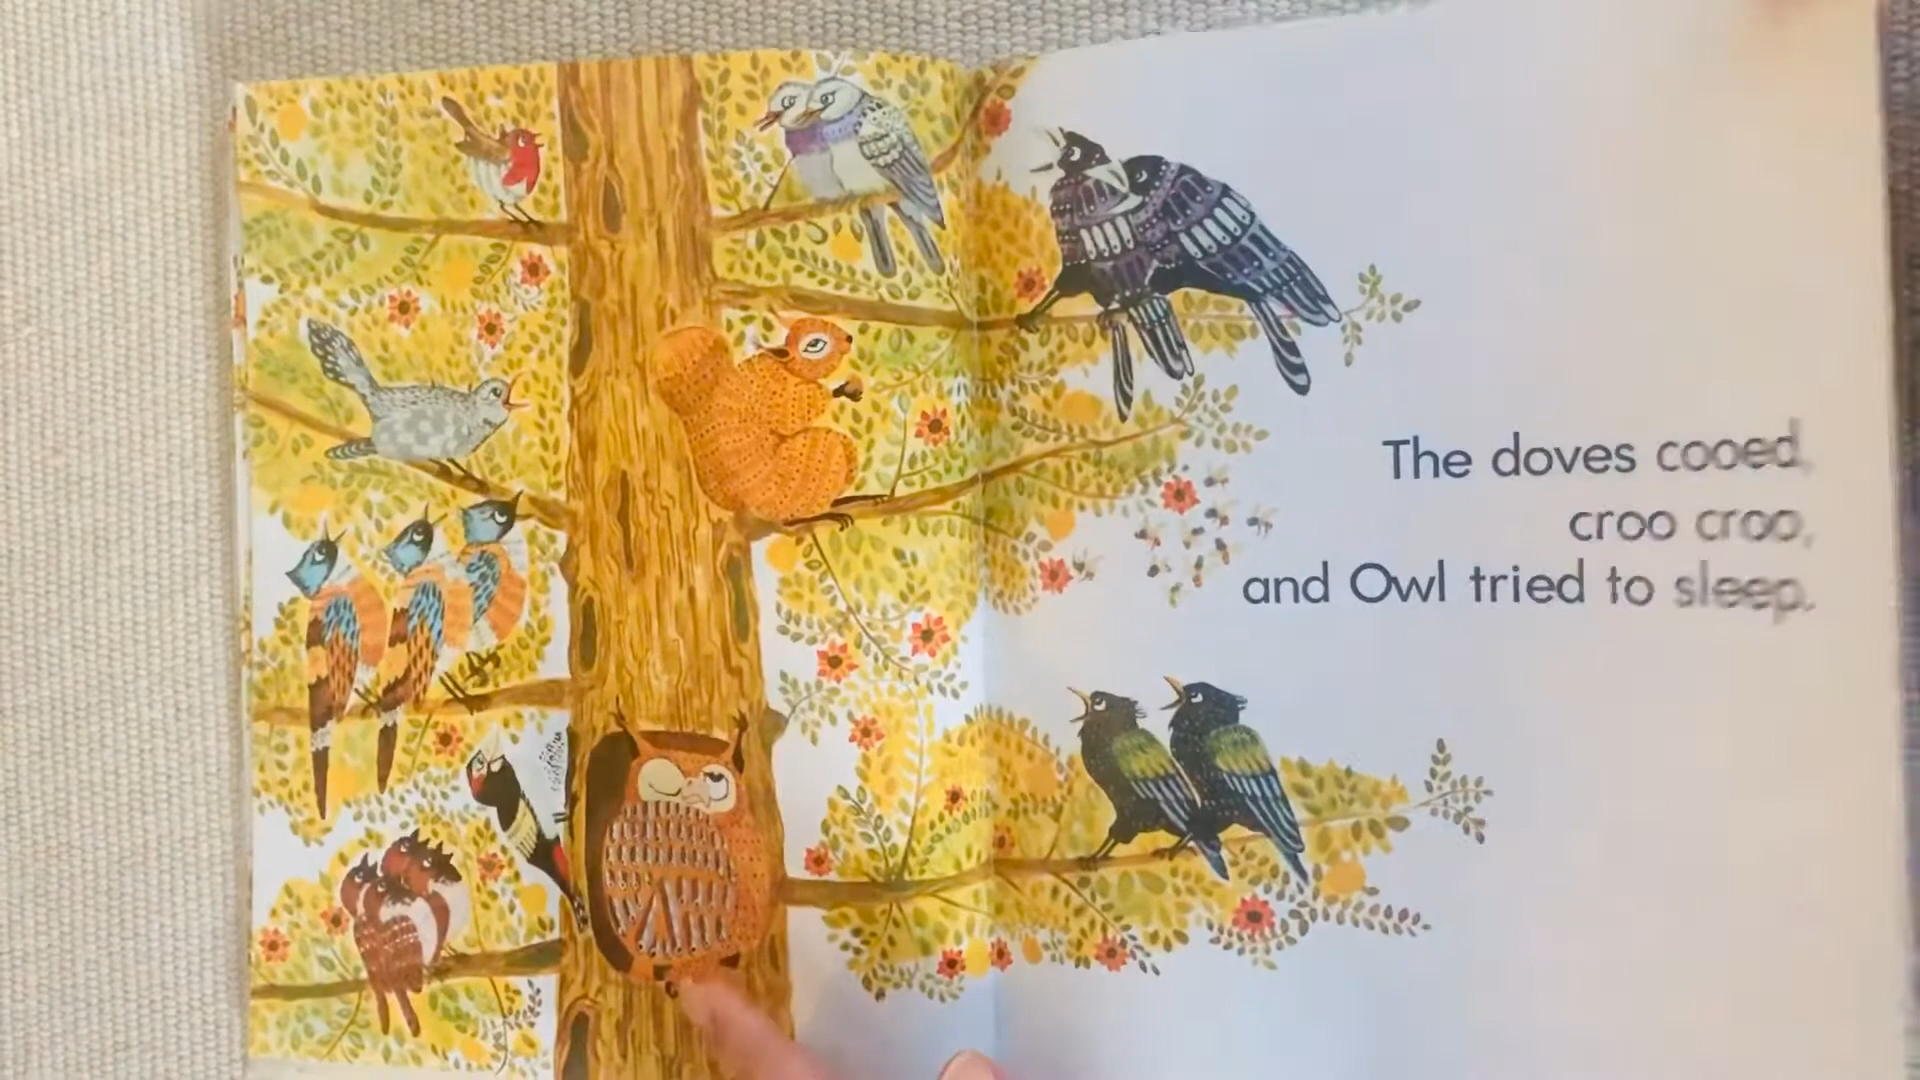 The doves cooed,
croo croo,
and Owl tried to sleep.